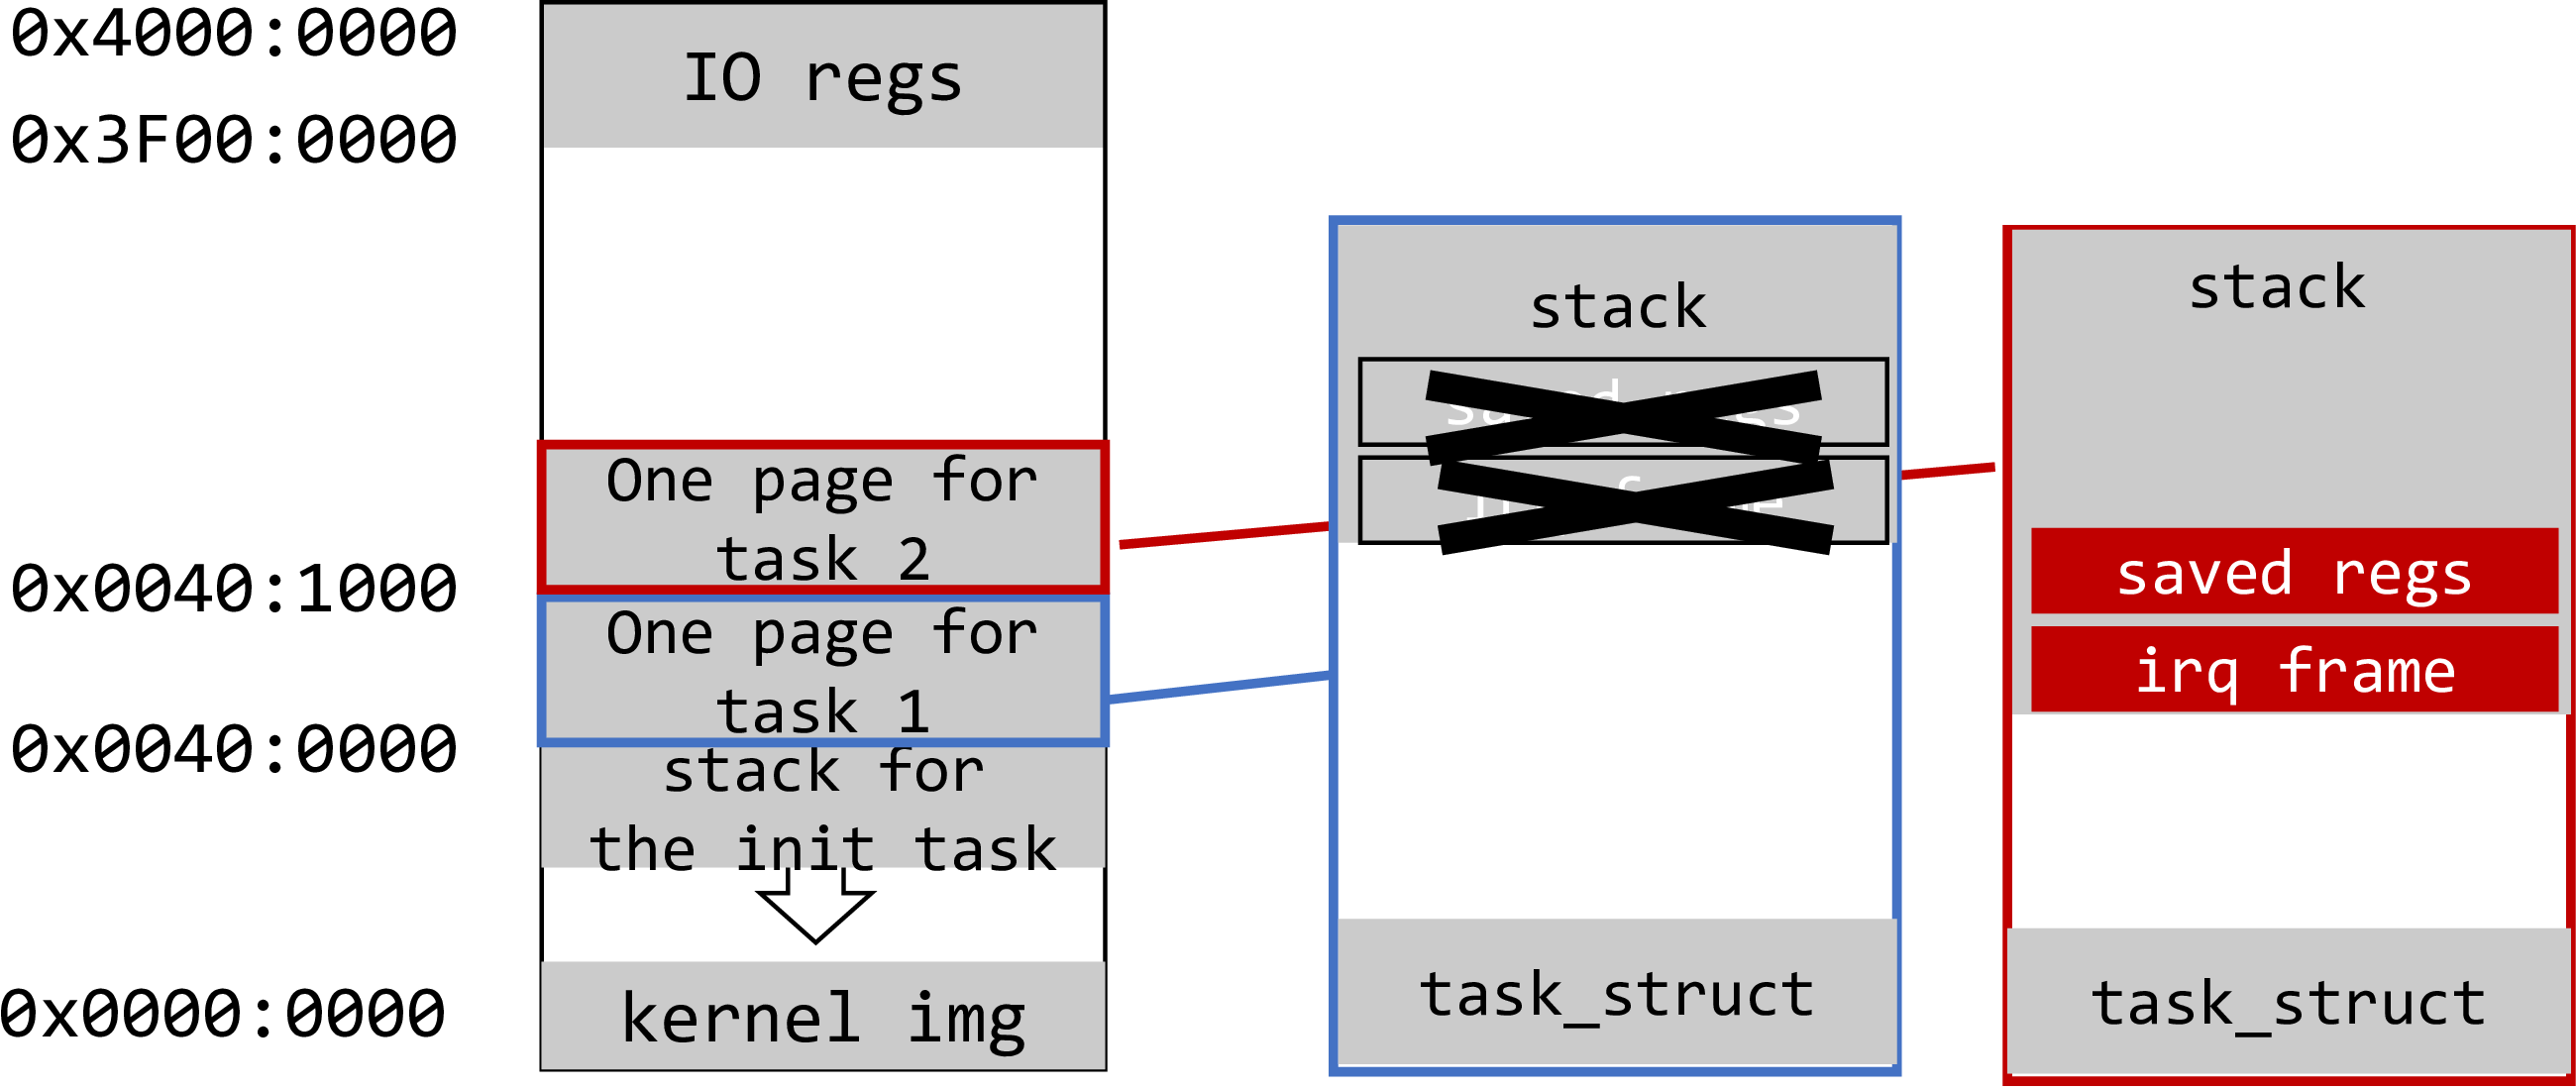 0x4000:0000
IO regs
0x3F00:0000
One page for
task 2
0x0040:1000
One page for
task 1
0x0040:0000
stack for
the init task
kernel img
0x0000:0000
stack
task_struct
stack
saved regs
irq frame
task_struct